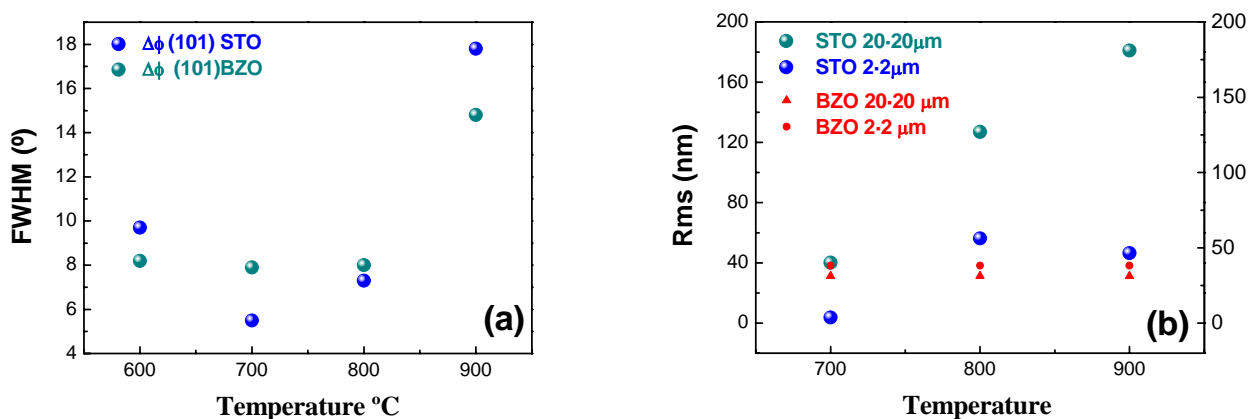 Δϕ (101) STO
Δϕ (101)BZO
18
16
14
12
10
8
6
4
FWHM (º)
600
700
800
900
Temperature ºC
(a)
STO 20·20μm
STO 2·2μm
BZO 20·20 μm
BZO 2·2 μm
200
160
120
80
40
0
Rms (nm)
200
150
100
50
0
700
800
900
Temperature
(b)